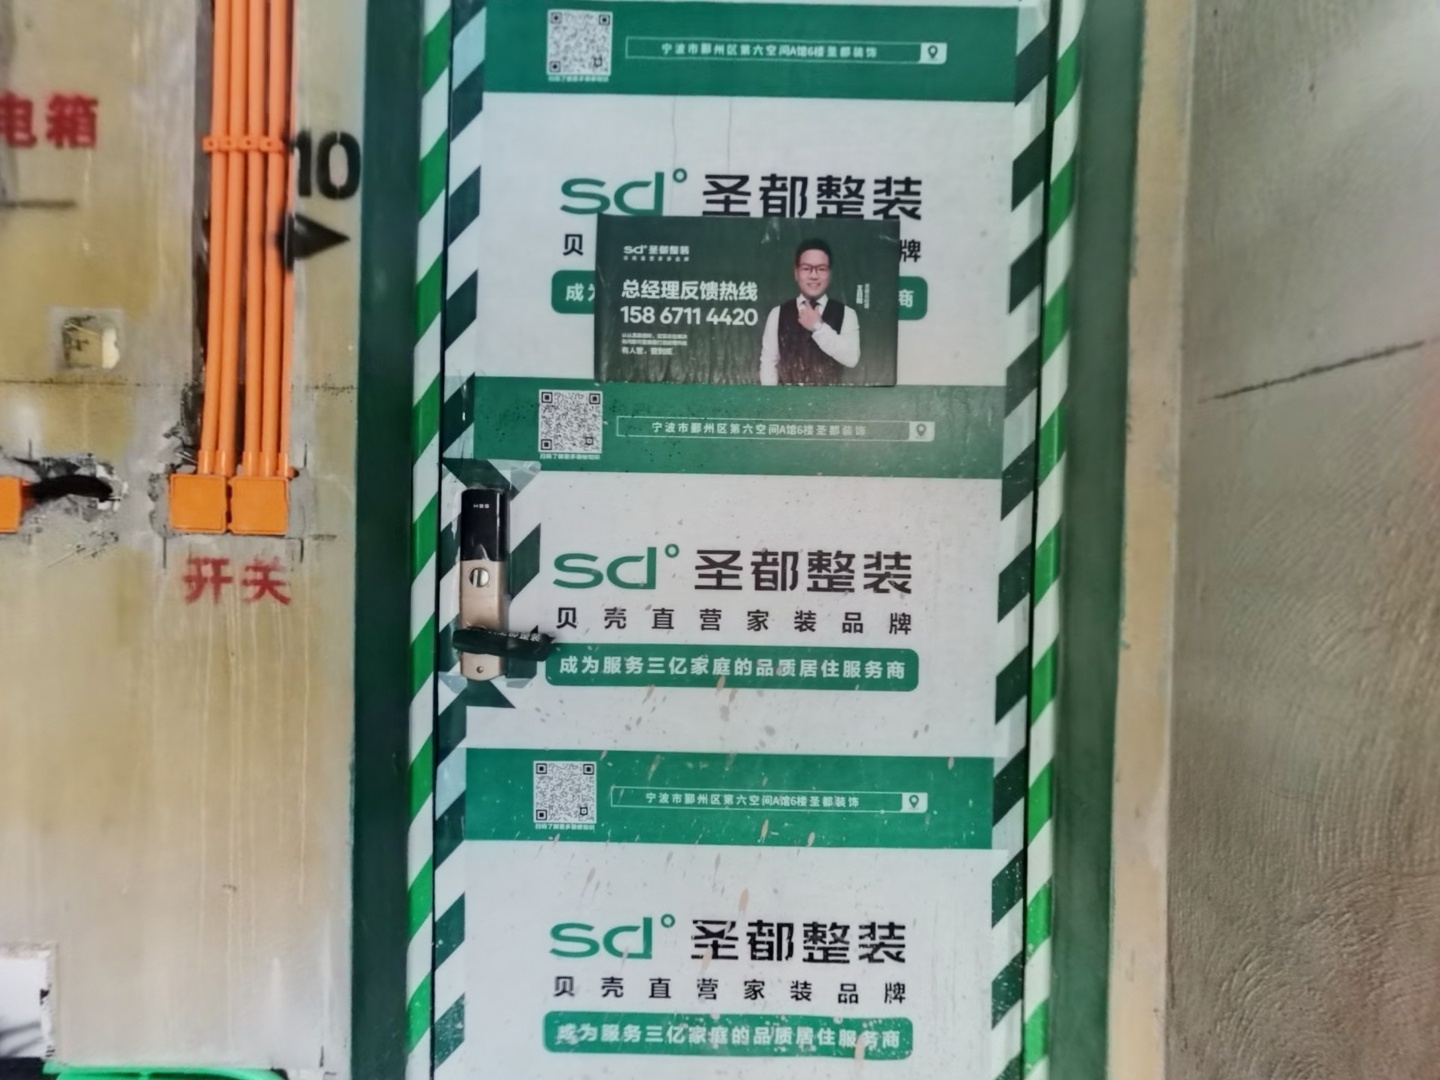 宁波市鄞州区第六空间A馆6楼圣都装饰
电箱
10
sd° 圣都整装
贝
牌
成
商
sd° 圣都整装
总经理反馈热线
158 6711 4420
有人管，管到底
宁波市鄞州区第六空间A馆6楼圣都装饰
开关
sd° 圣都整装
贝壳直营家装品牌
成为服务三亿家庭的品质居住服务商
宁波市鄞州区第六空间A馆6楼圣都装饰
sd° 圣都整装
贝壳直营家装品牌
成为服务三亿家庭的品质居住服务商